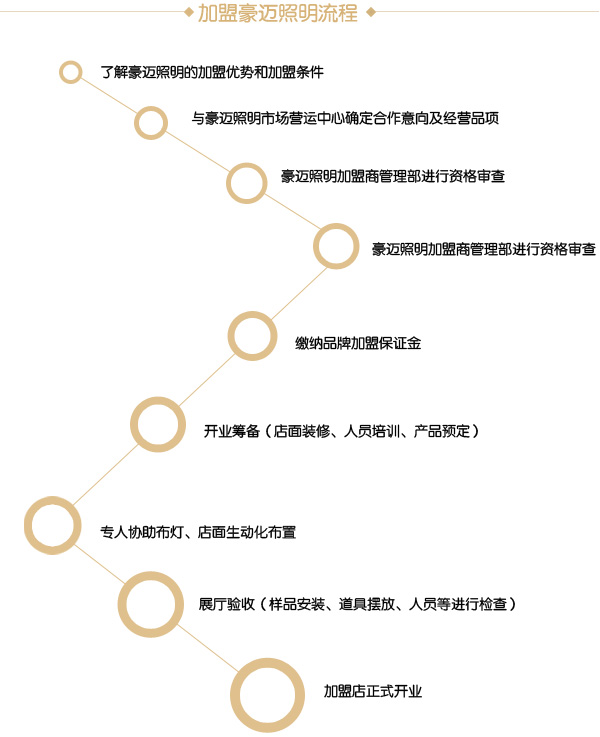 加盟豪迈照明流程
了解豪迈照明的加盟优势和加盟条件
与豪迈照明市场营运中心确定合作意向及经营品项
豪迈照明加盟商管理部进行资格审查
豪迈照明加盟商管理部进行资格审查
缴纳品牌加盟保证金
开业筹备（店面装修、人员培训、产品预定）
专人协助布灯、店面生动化布置
展厅验收（样品安装、道具摆放、人员等进行检查）
加盟店正式开业